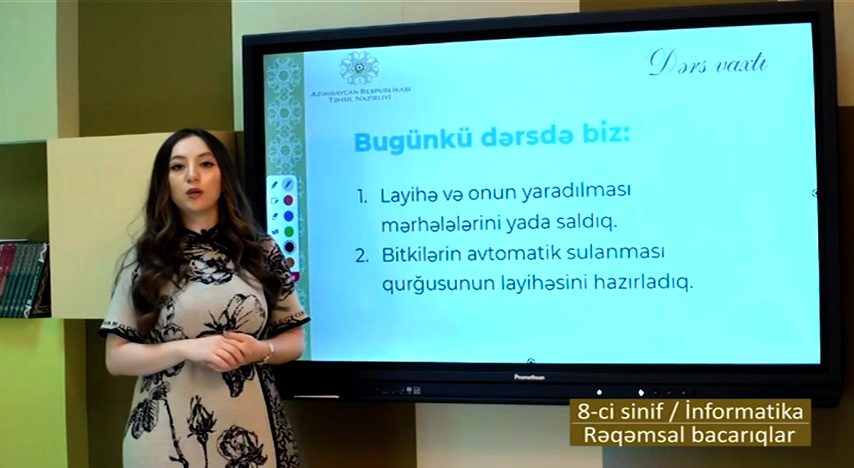 AZƏRBAYCAN RESPUBLİKASI
TƏHSİL NAZİRLİYİ
Dərs vaxtı
Bugünkü dərsdə biz:
1. Layihə və onun yaradılması
mərhələlərini yada saldıq.
2. Bitkilərin avtomatik sulanması
qurğusunun layihəsini hazırladıq.
Promethean
8-ci sinif / İnformatika
Rəqəmsal bacarıqlar